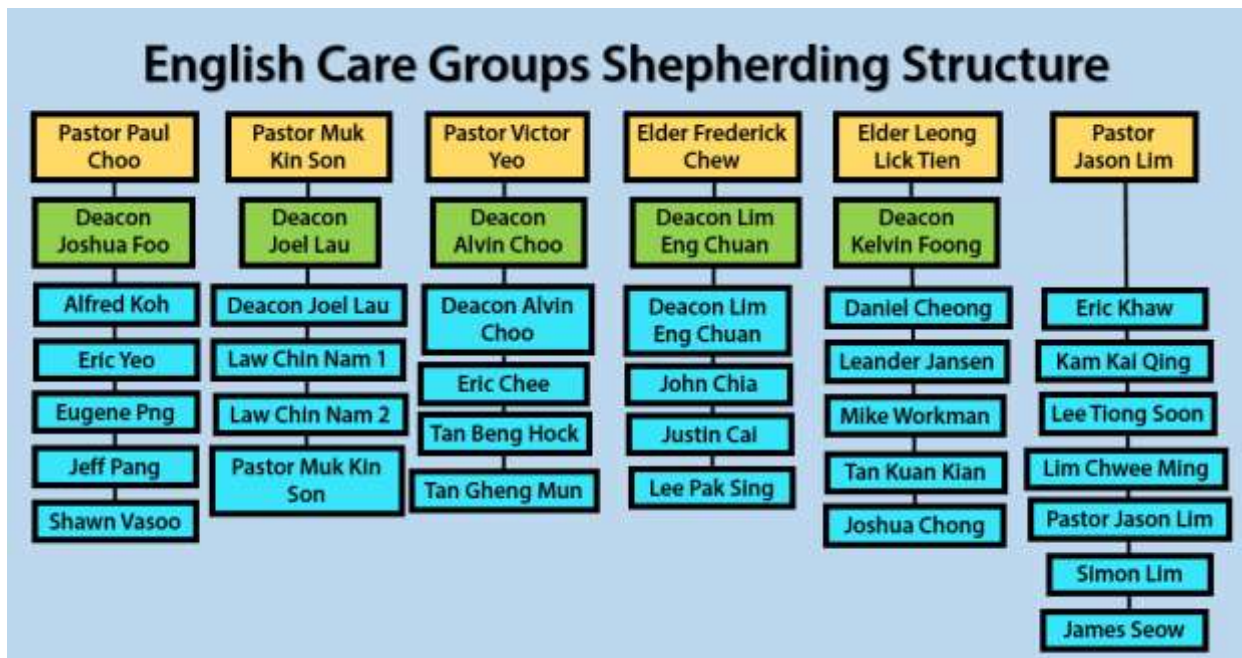 English Care Groups Shepherding Structure
Pastor Paul
Choo
Deacon
Joshua Foo
Alfred Koh
Eric Yeo
Eugene Png
Jeff Pang
Shawn Vasoo
Pastor Muk
Kin Son
Deacon
Joel Lau
Deacon Joel Lau
Law Chin Nam 1
Law Chin Nam 2
Pastor Muk Kin
Son
Pastor Victor
Yeo
Deacon
Alvin Choo
Deacon Alvin
Choo
Eric Chee
Tan Beng Hock
Tan Gheng Mun
Elder Frederick
Chew
Deacon Lim
Eng Chuan
Deacon Lim
Eng Chuan
John Chia
Justin Cai
Lee Pak Sing
Elder Leong
Lick Tien
Deacon
Kelvin Foong
Daniel Cheong
Leander Jansen
Mike Workman
Tan Kuan Kian
Joshua Chong
Pastor
Jason Lim
Eric Khaw
Kam Kai Qing
Lee Tiong Soon
Lim Chwee Ming
Pastor Jason Lim
Simon Lim
James Seow